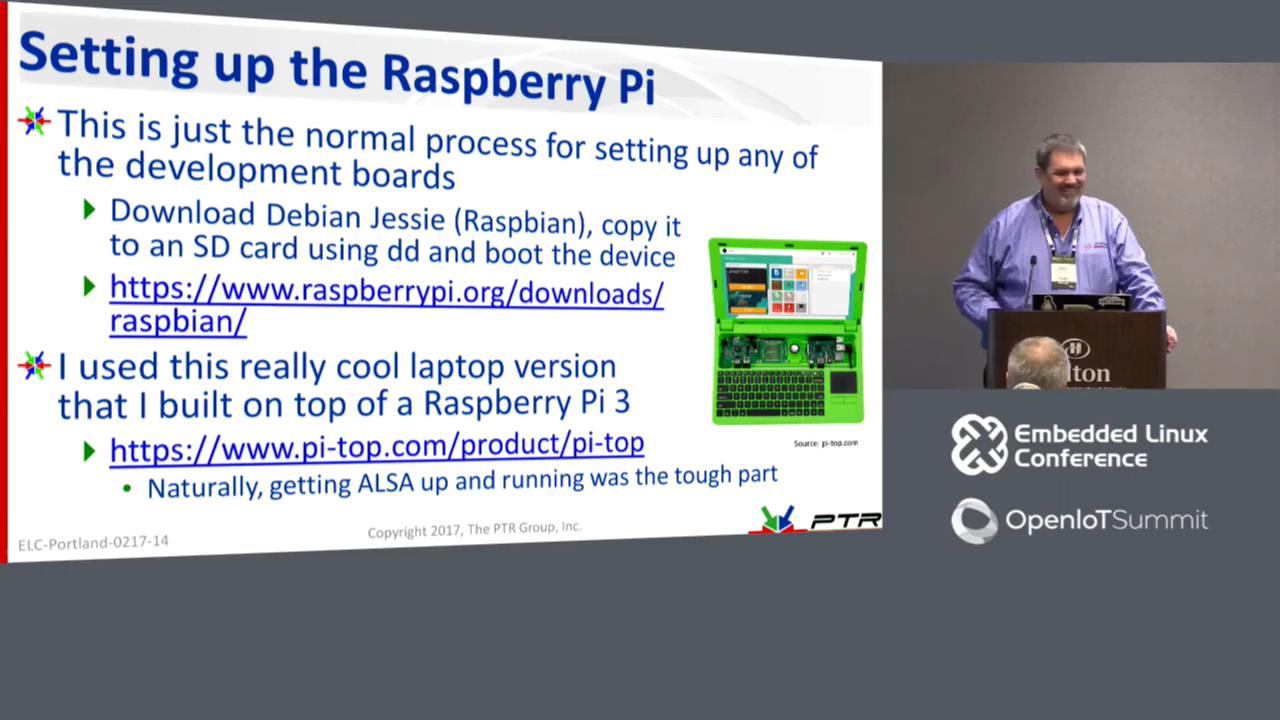 Setting up the Raspberry Pi
This is just the normal process for setting up any of
the development boards
Download Debian Jessie (Raspbian), copy it
to an SD card using dd and boot the device
https://www.raspberrypi.org/downloads/
raspbian/
I used this really cool laptop version
that I built on top of a Raspberry Pi 3
https://www.pi-top.com/product/pi-top
Naturally, getting ALSA up and running was the tough part
Source: pi-top.com
ELC-Portland-0217-14
Copyright 2017, The PTR Group, Inc.
PTR
lton
Embedded Linux
Conference
OpenIoTSummit